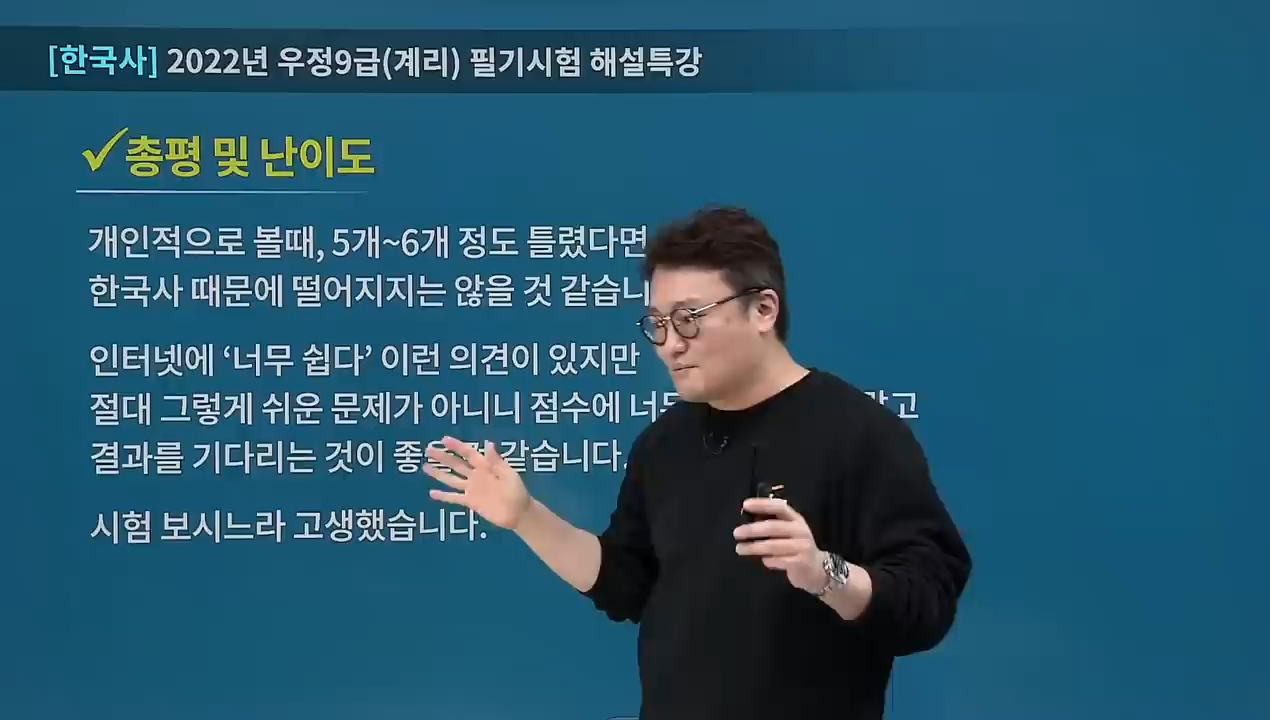 [한국사] 2022년 우정9급(계리) 필기시험 해설특강
✓총평 및 난이도
개인적으로 볼때, 5개~6개 정도 틀렸다면
한국사 때문에 떨어지지는 않을 것 같습니
인터넷에 ‘너무 쉽다’ 이런 의견이 있지만
절대 그렇게 쉬운 문제가 아니니 점수에 말고
결과를 기다리는 것이 같습니다.
시험 보시느라 고생했습니다.